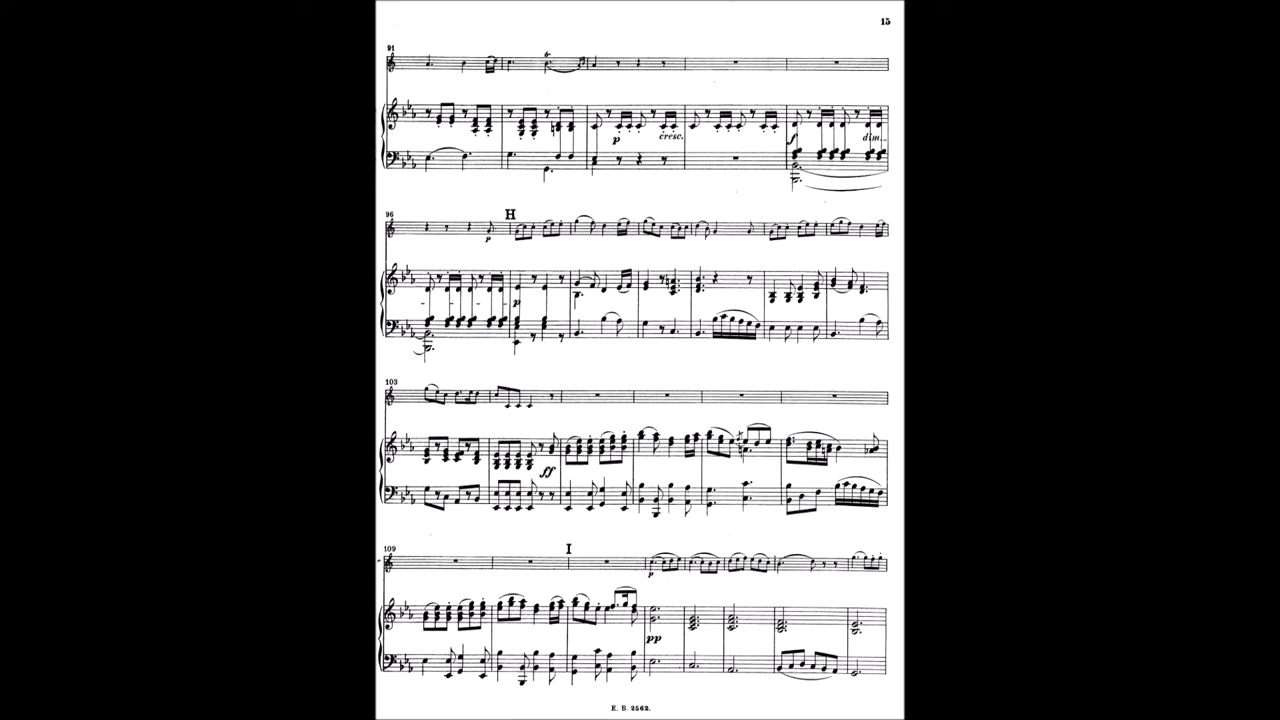 15
91
p cresc. f dim.
96
H
p
p
103
ff
109
I
p
pp
E. B. 2562.